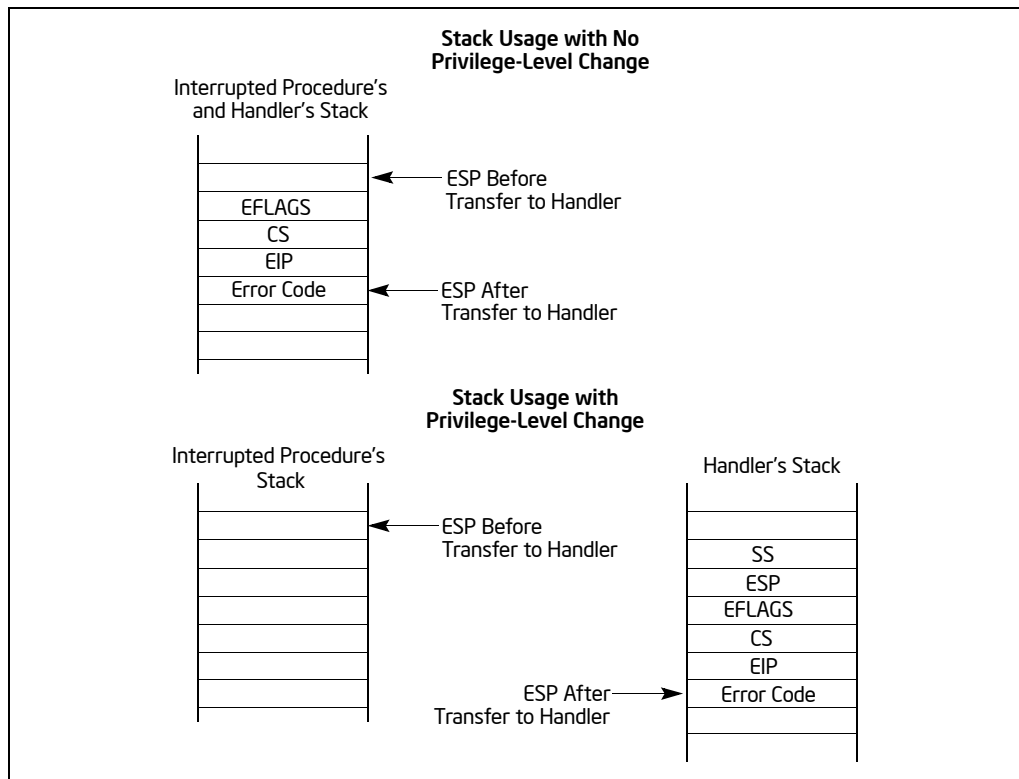 Stack Usage with No
Privilege-Level Change
Interrupted Procedure's
and Handler's Stack
ESP Before
Transfer to Handler
EFLAGS
CS
EIP
Error Code
ESP After
Transfer to Handler
Stack Usage with
Privilege-Level Change
Interrupted Procedure's
Stack
Handler's Stack
ESP Before
Transfer to Handler
SS
ESP
EFLAGS
CS
EIP
ESP After
Transfer to Handler
Error Code